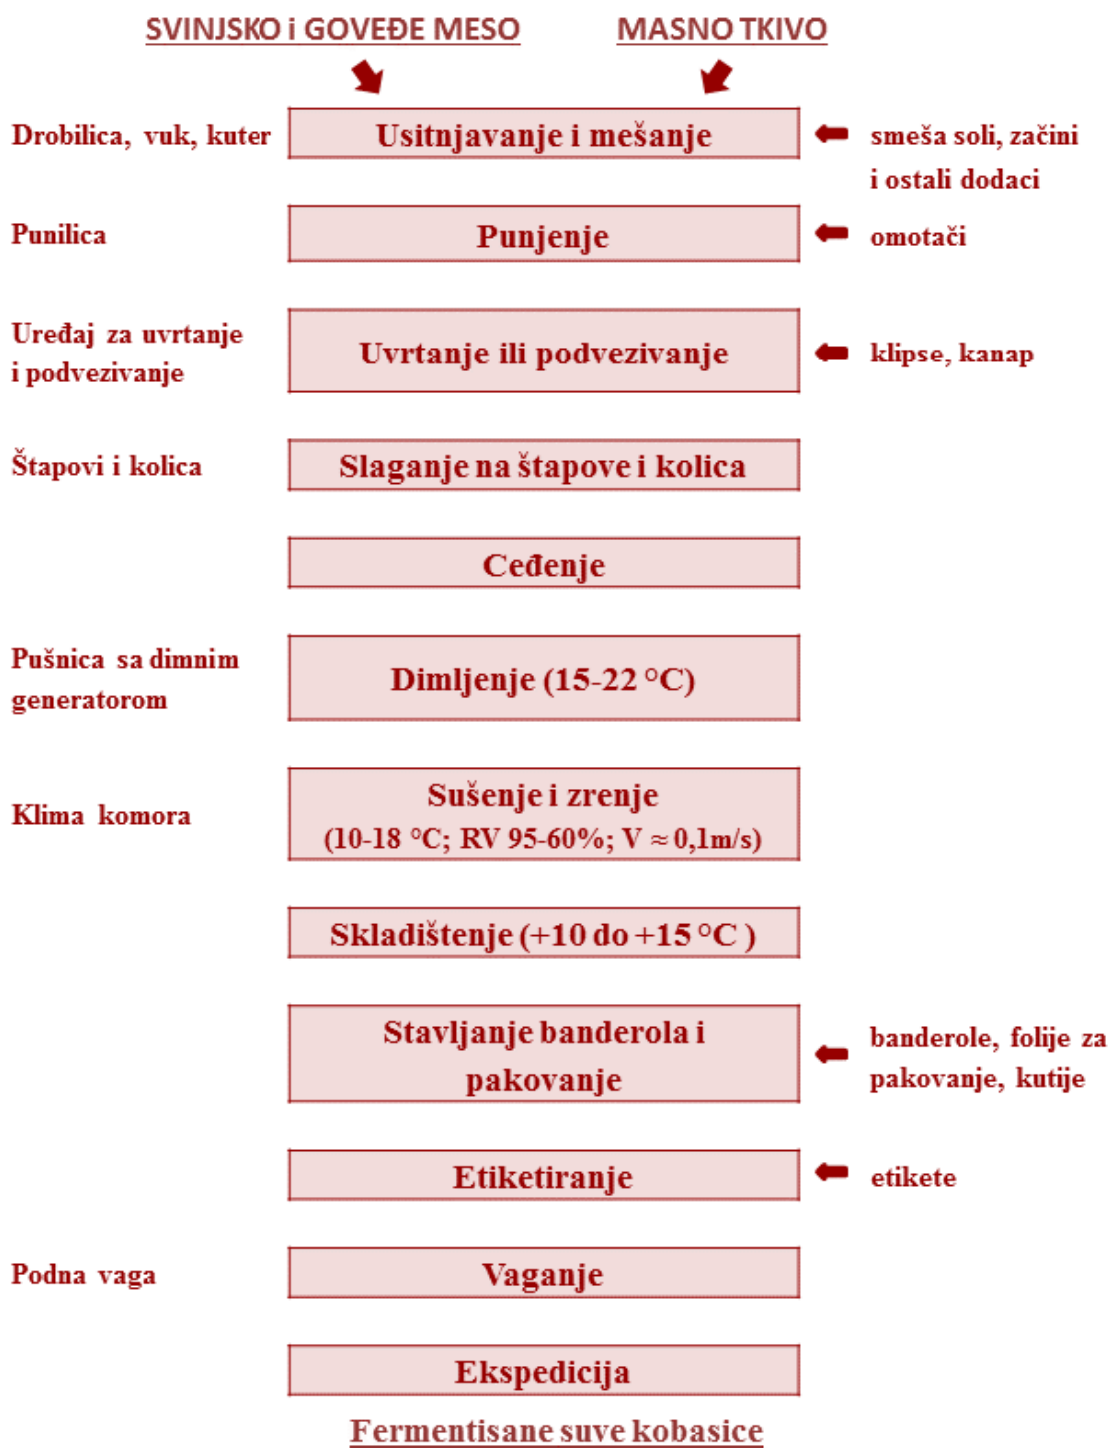 SVINJSKO i GOVEĐE MESO
MASNO TKIVO
Drobilica, vuk, kuter
Usitnjavanje i mešanje
smeša soli, začini
i ostali dodaci
Punilica
Punjenje
omotači
Uređaj za uvrtanje
i podvezivanje
Uvrtanje ili podvezivanje
klipse, kanap
Štapovi i kolica
Slaganje na štapove i kolica
Ceđenje
Pušnica sa dimnim
generatorom
Dimljenje (15-22 °C)
Klima komora
Sušenje i zrenje
(10-18 °C; RV 95-60%; V ≈ 0,1m/s)
Skladištenje (+10 do +15 °C )
Stavljanje banderola i
pakovanje
banderole, folije za
pakovanje, kutije
Etiketiranje
etikete
Podna vaga
Vaganje
Ekspedicija
Fermentisane suve kobasice